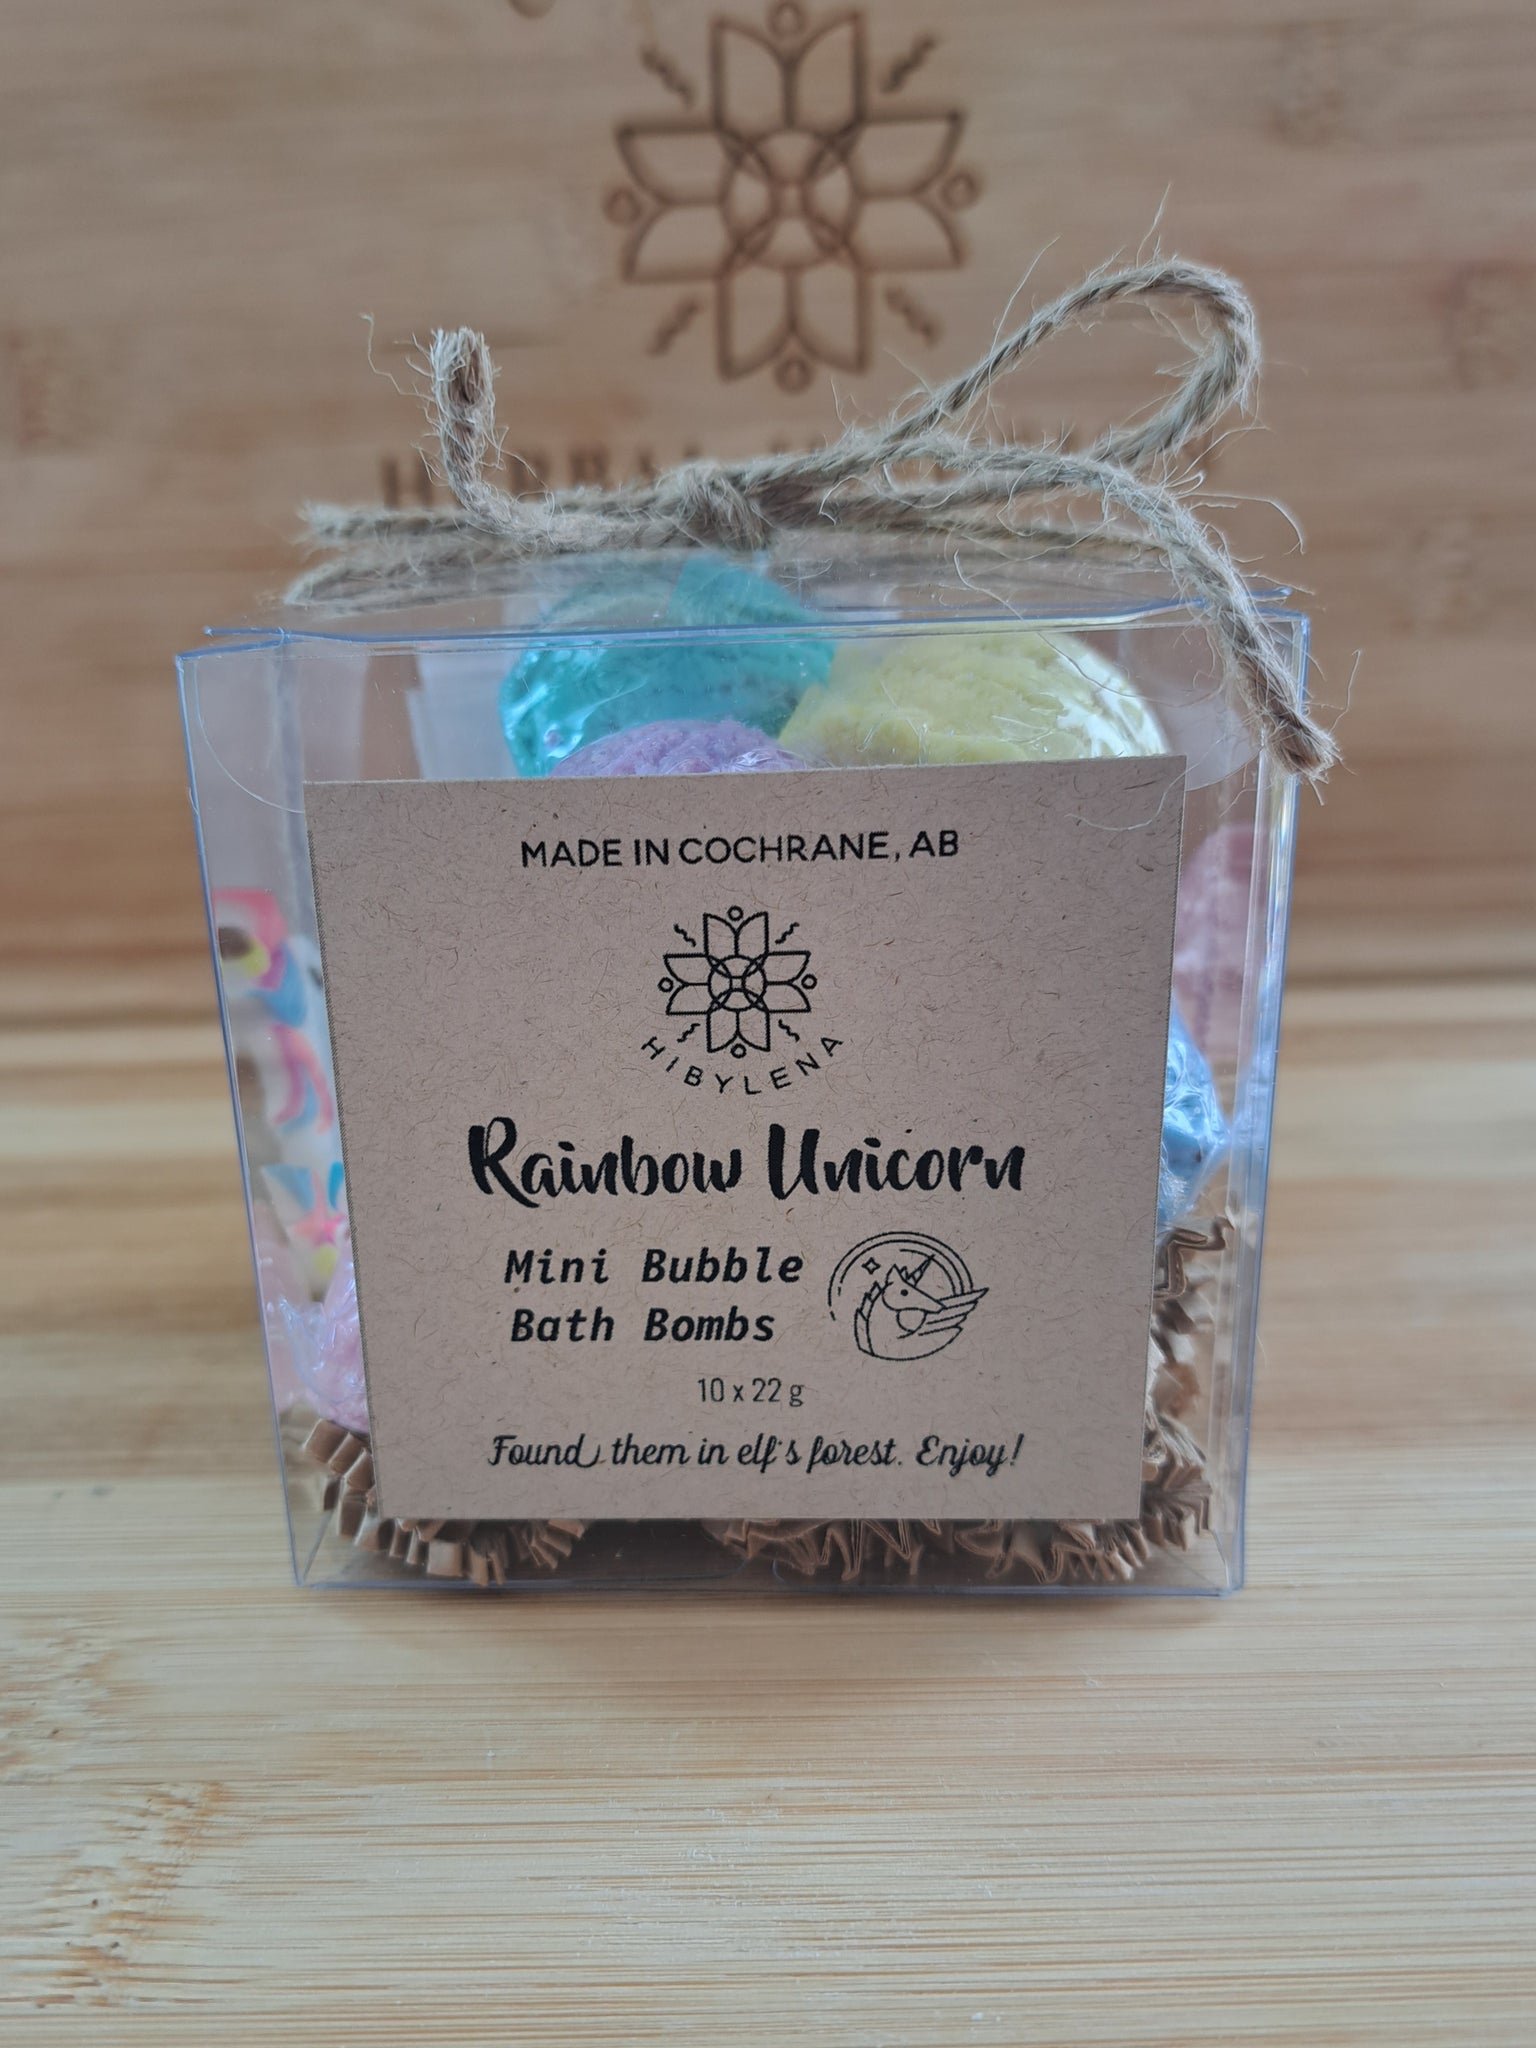 HERBAL
MADE IN COCHRANE, AB
HIBYLENA
Rainbow Unicorn
Mini Bubble
Bath Bombs
10 x 22 g
Found them in elf's forest. Enjoy!